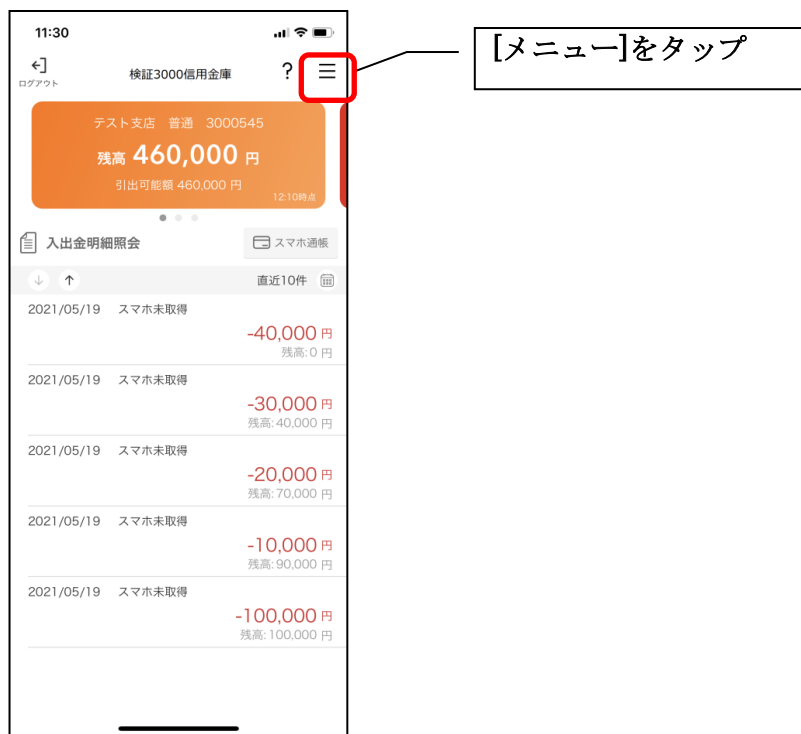 11:30
ログアウト
検証3000信用金庫
?
[メニュー]をタップ
テスト支店 普通 3000545
残高 460,000 円
引出可能額 460,000 円
12:10時点
入出金明細照会
スマホ通帳
↓ ↑
直近10件
2021/05/19 スマホ未取得
-40,000 円
残高:0 円
2021/05/19 スマホ未取得
-30,000 円
残高:40,000 円
2021/05/19 スマホ未取得
-20,000 円
残高:70,000 円
2021/05/19 スマホ未取得
-10,000 円
残高:90,000 円
2021/05/19 スマホ未取得
-100,000 円
残高:100,000 円